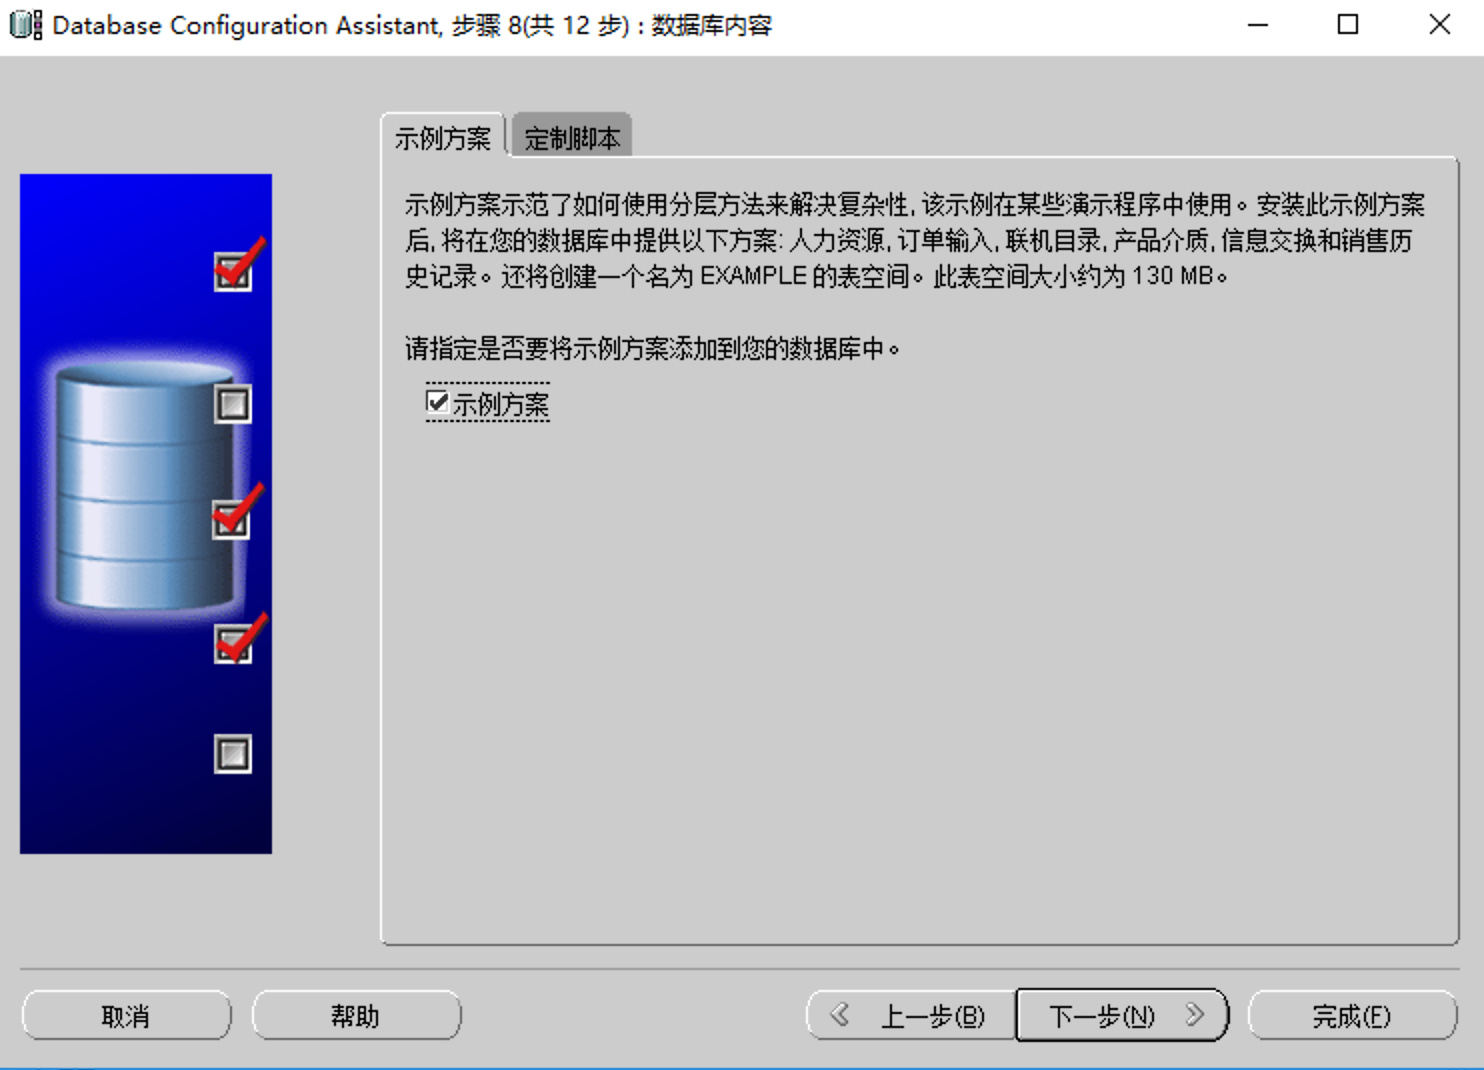 Database Configuration Assistant, 步骤 8(共 12 步) : 数据库内容
示例方案
定制脚本
示例方案示范了如何使用分层方法来解决复杂性, 该示例在某些演示程序中使用。安装此示例方案
后, 将在您的数据库中提供以下方案: 人力资源, 订单输入, 联机目录, 产品介质, 信息交换和销售历
史记录。还将创建一个名为 EXAMPLE 的表空间。此表空间大小约为 130 MB。
请指定是否要将示例方案添加到您的数据库中。
示例方案
取消
帮助
上一步(B)
下一步(N)
完成(F)